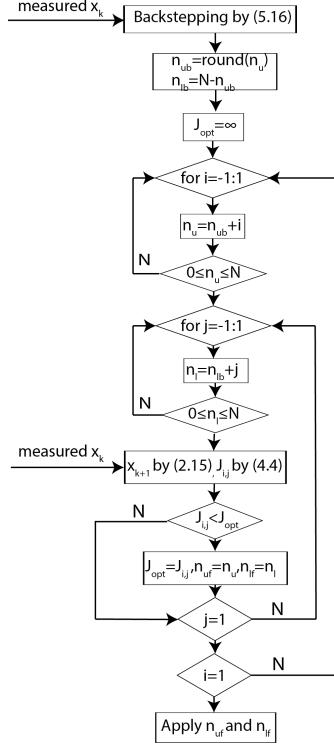 measured xₖ
Backstepping by (5.16)
n_ub=round(n_u)
n_lb=N-n_ub
J_opt=∞
for i=-1:1
n_u=n_ub+i
N
0≤n_u≤N
for j=-1:1
n_l=n_lb+j
N
0≤n_l≤N
measured xₖ
x_k+1 by (2.15), J_i,j by (4.4)
N
J_i,j<J_opt
J_opt=J_i,j,n_uf=n_u,n_lf=n_l
N
j=1
N
i=1
Apply n_uf and n_lf